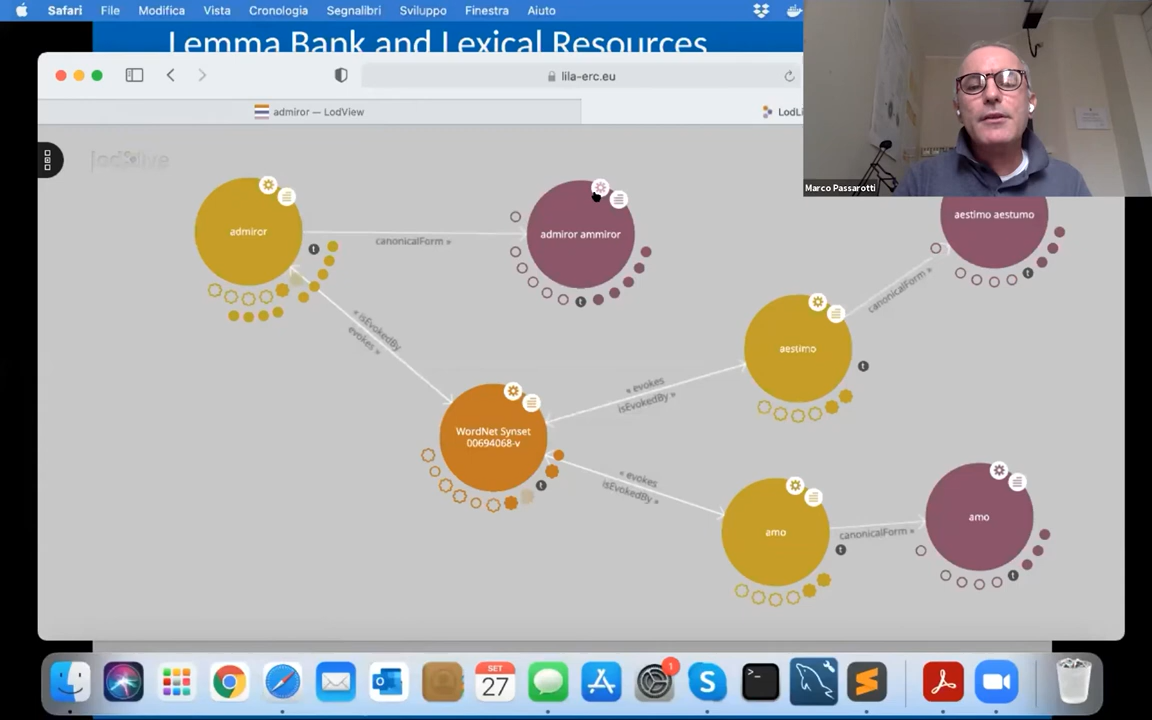 Safari File Modifica Vista Cronologia Segnalibri Sviluppo Finestra Aiuto
Lemma Bank and Lexical Resources
lila-erc.eu
admiror — LodView
LodLi
lodlive
Marco Passarotti
admiror
canonicalForm »
admiror ammiror
aestimo aestumo
canonicalForm »
« isEvokedBy
evokes »
aestimo
« evokes
isEvokedBy »
WordNet Synset
00694068-v
« evokes
isEvokedBy »
amo
canonicalForm »
amo
SET
27
1